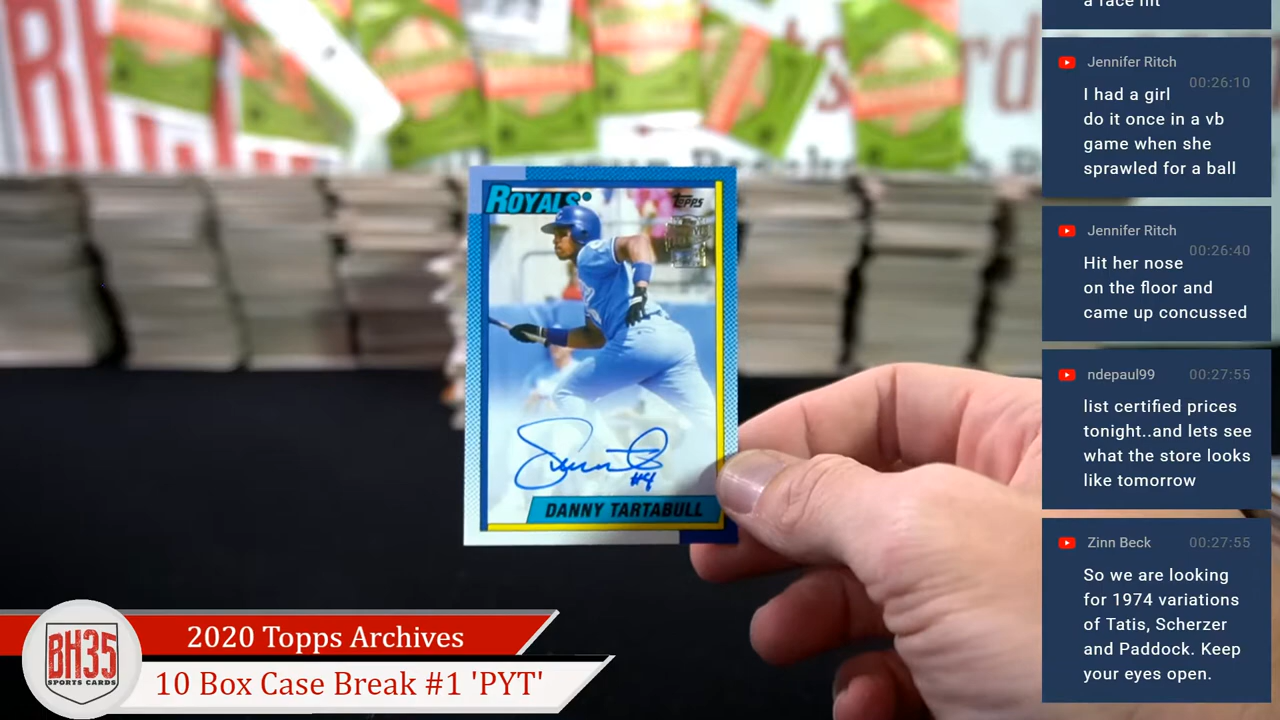 ROYALS
TOPPS
#4
DANNY TARTABULL
BH35
SPORTS CARDS
2020 Topps Archives
10 Box Case Break #1 'PYT'
a face hit
Jennifer Ritch
00:26:10
I had a girl
do it once in a vb
game when she
sprawled for a ball
Jennifer Ritch
00:26:40
Hit her nose
on the floor and
came up concussed
ndepaul99 00:27:55
list certified prices
tonight..and lets see
what the store looks
like tomorrow
Zinn Beck 00:27:55
So we are looking
for 1974 variations
of Tatis, Scherzer
and Paddock. Keep
your eyes open.